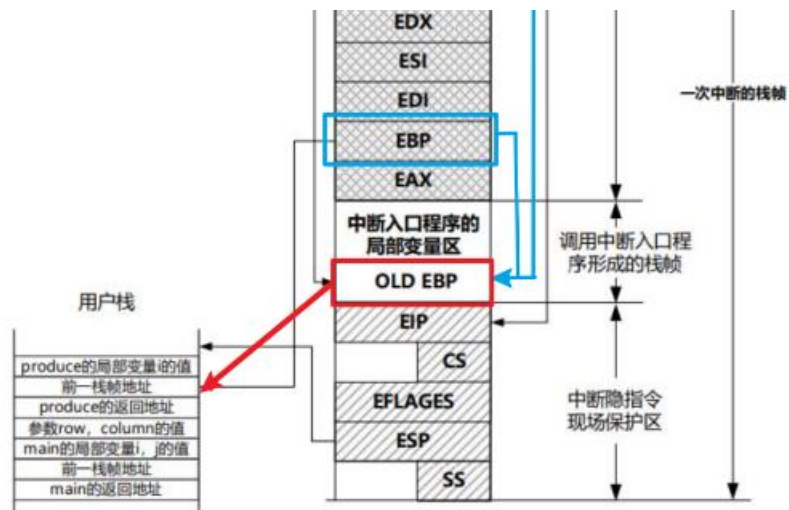 EDX
ESI
EDI
EBP
EAX
一次中断的栈帧
中断入口程序的
局部变量区
OLD EBP
调用中断入口程
序形成的栈帧
EIP
CS
EFLAGES
ESP
SS
中断隐指令
现场保护区
用户栈
produce的局部变量i的值
前一栈帧地址
produce的返回地址
参数row，column的值
main的局部变量i，j的值
前一栈帧地址
main的返回地址